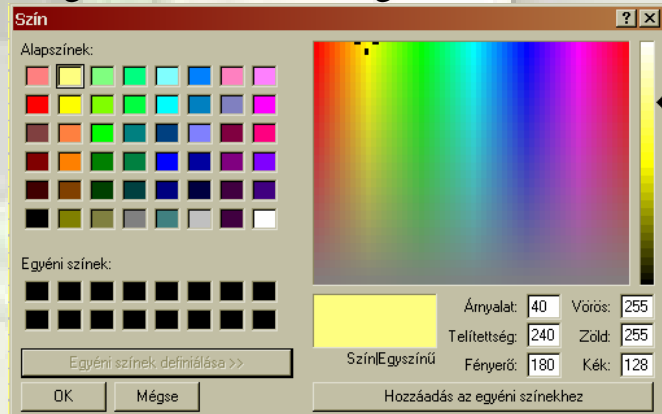 Szín
Alapszínek:
Egyéni színek:
Egyéni színek definiálása >>
OK Mégse
Szín|Egyszínű
Árnyalat: 40 Vörös: 255
Telítettség: 240 Zöld: 255
Fényerő: 180 Kék: 128
Hozzáadás az egyéni színekhez